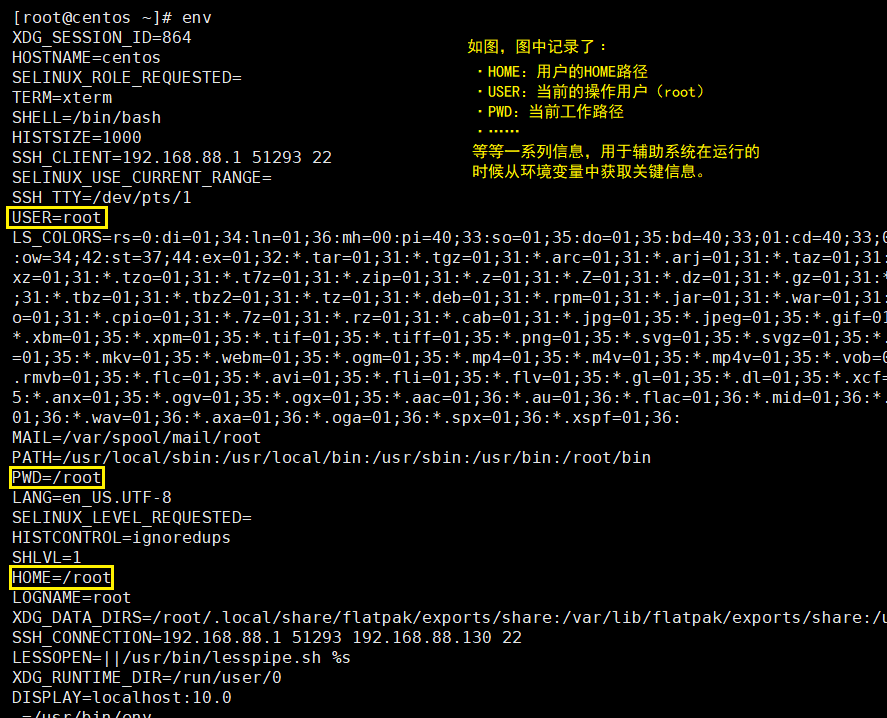 [root@centos ~]# env
XDG_SESSION_ID=864
HOSTNAME=centos
SELINUX_ROLE_REQUESTED=
TERM=xterm
SHELL=/bin/bash
HISTSIZE=1000
SSH_CLIENT=192.168.88.1 51293 22
SELINUX_USE_CURRENT_RANGE=
SSH_TTY=/dev/pts/1
如图，图中记录了：
·HOME：用户的HOME路径
·USER：当前的操作用户（root）
·PWD：当前工作路径
·……
等等一系列信息，用于辅助系统在运行的
时候从环境变量中获取关键信息。
USER=root
LS_COLORS=rs=0:di=01;34:ln=01;36:mh=00:pi=40;33:so=01;35:do=01;35:bd=40;33;01:cd=40;33;0
:ow=34;42:st=37;44:ex=01;32:*.tar=01;31:*.tgz=01;31:*.arc=01;31:*.arj=01;31:*.taz=01;31:
xz=01;31:*.tzo=01;31:*.t7z=01;31:*.zip=01;31:*.z=01;31:*.Z=01;31:*.dz=01;31:*.gz=01;31:*
;31:*.tbz=01;31:*.tbz2=01;31:*.tz=01;31:*.deb=01;31:*.rpm=01;31:*.jar=01;31:*.war=01;31:
o=01;31:*.cpio=01;31:*.7z=01;31:*.rz=01;31:*.cab=01;31:*.jpg=01;35:*.jpeg=01;35:*.gif=01
*.xbm=01;35:*.xpm=01;35:*.tif=01;35:*.tiff=01;35:*.png=01;35:*.svg=01;35:*.svgz=01;35:*.
=01;35:*.mkv=01;35:*.webm=01;35:*.ogm=01;35:*.mp4=01;35:*.m4v=01;35:*.mp4v=01;35:*.vob=0
.rmvb=01;35:*.flc=01;35:*.avi=01;35:*.fli=01;35:*.flv=01;35:*.gl=01;35:*.dl=01;35:*.xcf=
5:*.anx=01;35:*.ogv=01;35:*.ogx=01;35:*.aac=01;36:*.au=01;36:*.flac=01;36:*.mid=01;36:*.
01;36:*.wav=01;36:*.axa=01;36:*.oga=01;36:*.spx=01;36:*.xspf=01;36:
MAIL=/var/spool/mail/root
PATH=/usr/local/sbin:/usr/local/bin:/usr/sbin:/usr/bin:/root/bin
PWD=/root
LANG=en_US.UTF-8
SELINUX_LEVEL_REQUESTED=
HISTCONTROL=ignoredups
SHLVL=1
HOME=/root
LOGNAME=root
XDG_DATA_DIRS=/root/.local/share/flatpak/exports/share:/var/lib/flatpak/exports/share:/u
SSH_CONNECTION=192.168.88.1 51293 192.168.88.130 22
LESSOPEN=||/usr/bin/lesspipe.sh %s
XDG_RUNTIME_DIR=/run/user/0
DISPLAY=localhost:10.0
_=/usr/bin/env